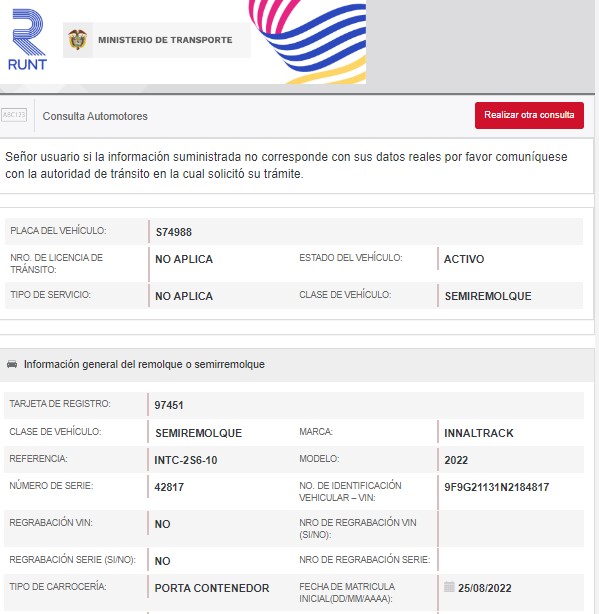 RUNT
MINISTERIO DE TRANSPORTE
ABC123
Consulta Automotores
Realizar otra consulta
Señor usuario si la información suministrada no corresponde con sus datos reales por favor comuníquese
con la autoridad de tránsito en la cual solicitó su trámite.
PLACA DEL VEHÍCULO: S74988
NRO. DE LICENCIA DE
TRÁNSITO: NO APLICA ESTADO DEL VEHÍCULO: ACTIVO
TIPO DE SERVICIO: NO APLICA CLASE DE VEHÍCULO: SEMIREMOLQUE
Información general del remolque o semirremolque
TARJETA DE REGISTRO: 97451
CLASE DE VEHÍCULO: SEMIREMOLQUE MARCA: INNALTRACK
REFERENCIA: INTC-2S6-10 MODELO: 2022
NÚMERO DE SERIE: 42817 NO. DE IDENTIFICACIÓN
VEHICULAR – VIN: 9F9G21131N2184817
REGRABACIÓN VIN: NO NRO DE REGRABACIÓN VIN
(SI/NO):
REGRABACIÓN SERIE (SI/NO): NO NRO DE REGRABACIÓN SERIE:
TIPO DE CARROCERÍA: PORTA CONTENEDOR FECHA DE MATRICULA
INICIAL(DD/MM/AAAA): 25/08/2022